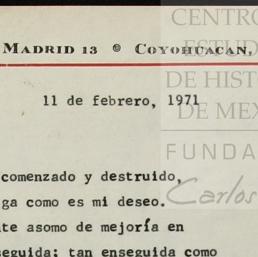 CENTRO
MADRID 13 ® COYOHUACAN,
ESTUD
DE HIST
11 de febrero, 1971
DE MEX
FUNDA
comenzado y destruido,
Carlos
ga como es mi deseo.
te asomo de mejoría en
seguida; tan enseguida como